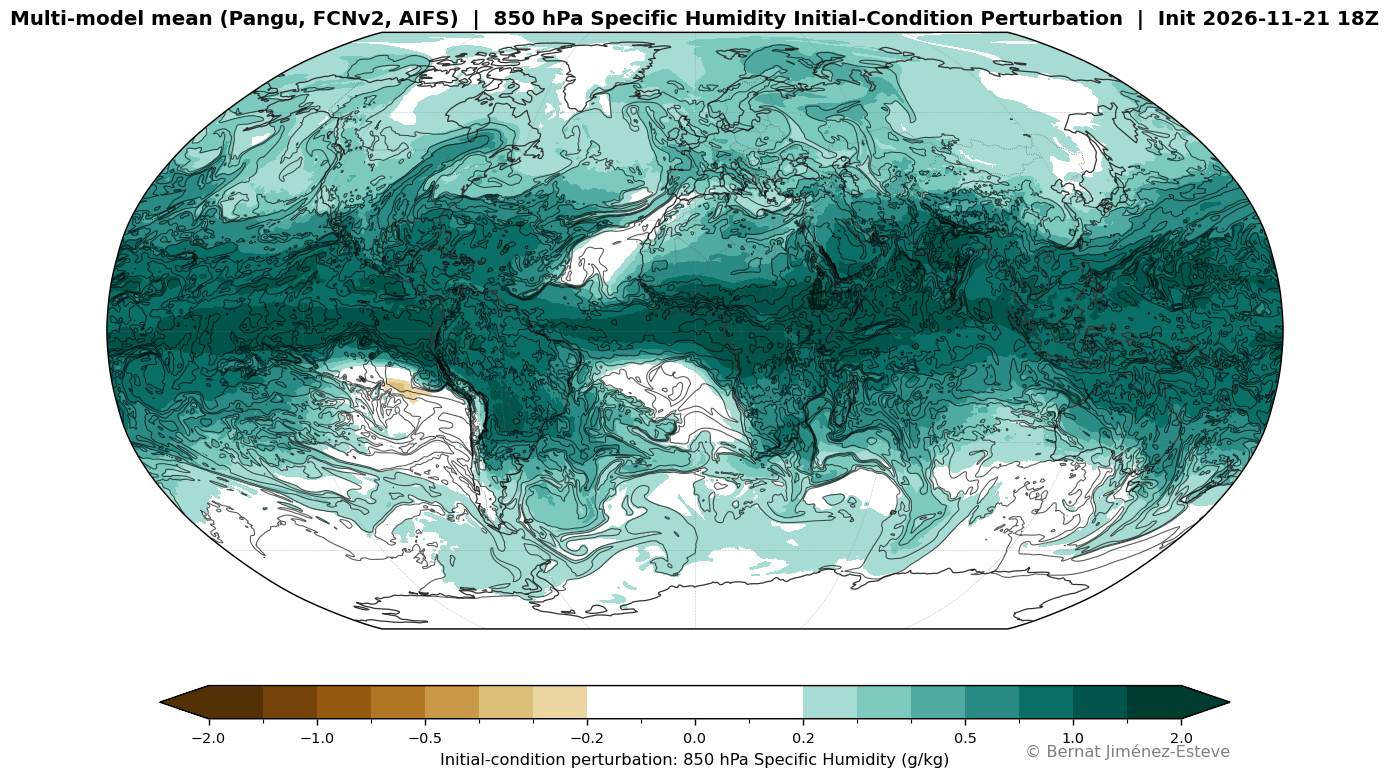 Multi-model mean (Pangu, FCNv2, AIFS) | 850 hPa Specific Humidity Initial-Condition Perturbation | Init 2026-11-21 18Z
−2.0 −1.0 −0.5 −0.2 0.0 0.2 0.5 1.0 2.0
Initial-condition perturbation: 850 hPa Specific Humidity (g/kg)
© Bernat Jiménez-Esteve